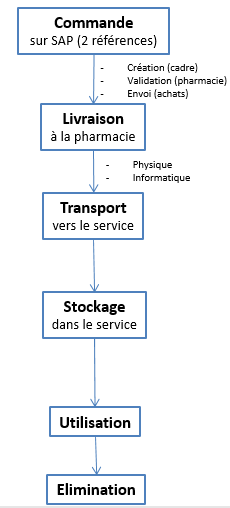 Commande
sur SAP (2 références)
- Création (cadre)
- Validation (pharmacie)
- Envoi (achats)
Livraison
à la pharmacie
- Physique
- Informatique
Transport
vers le service
Stockage
dans le service
Utilisation
Elimination